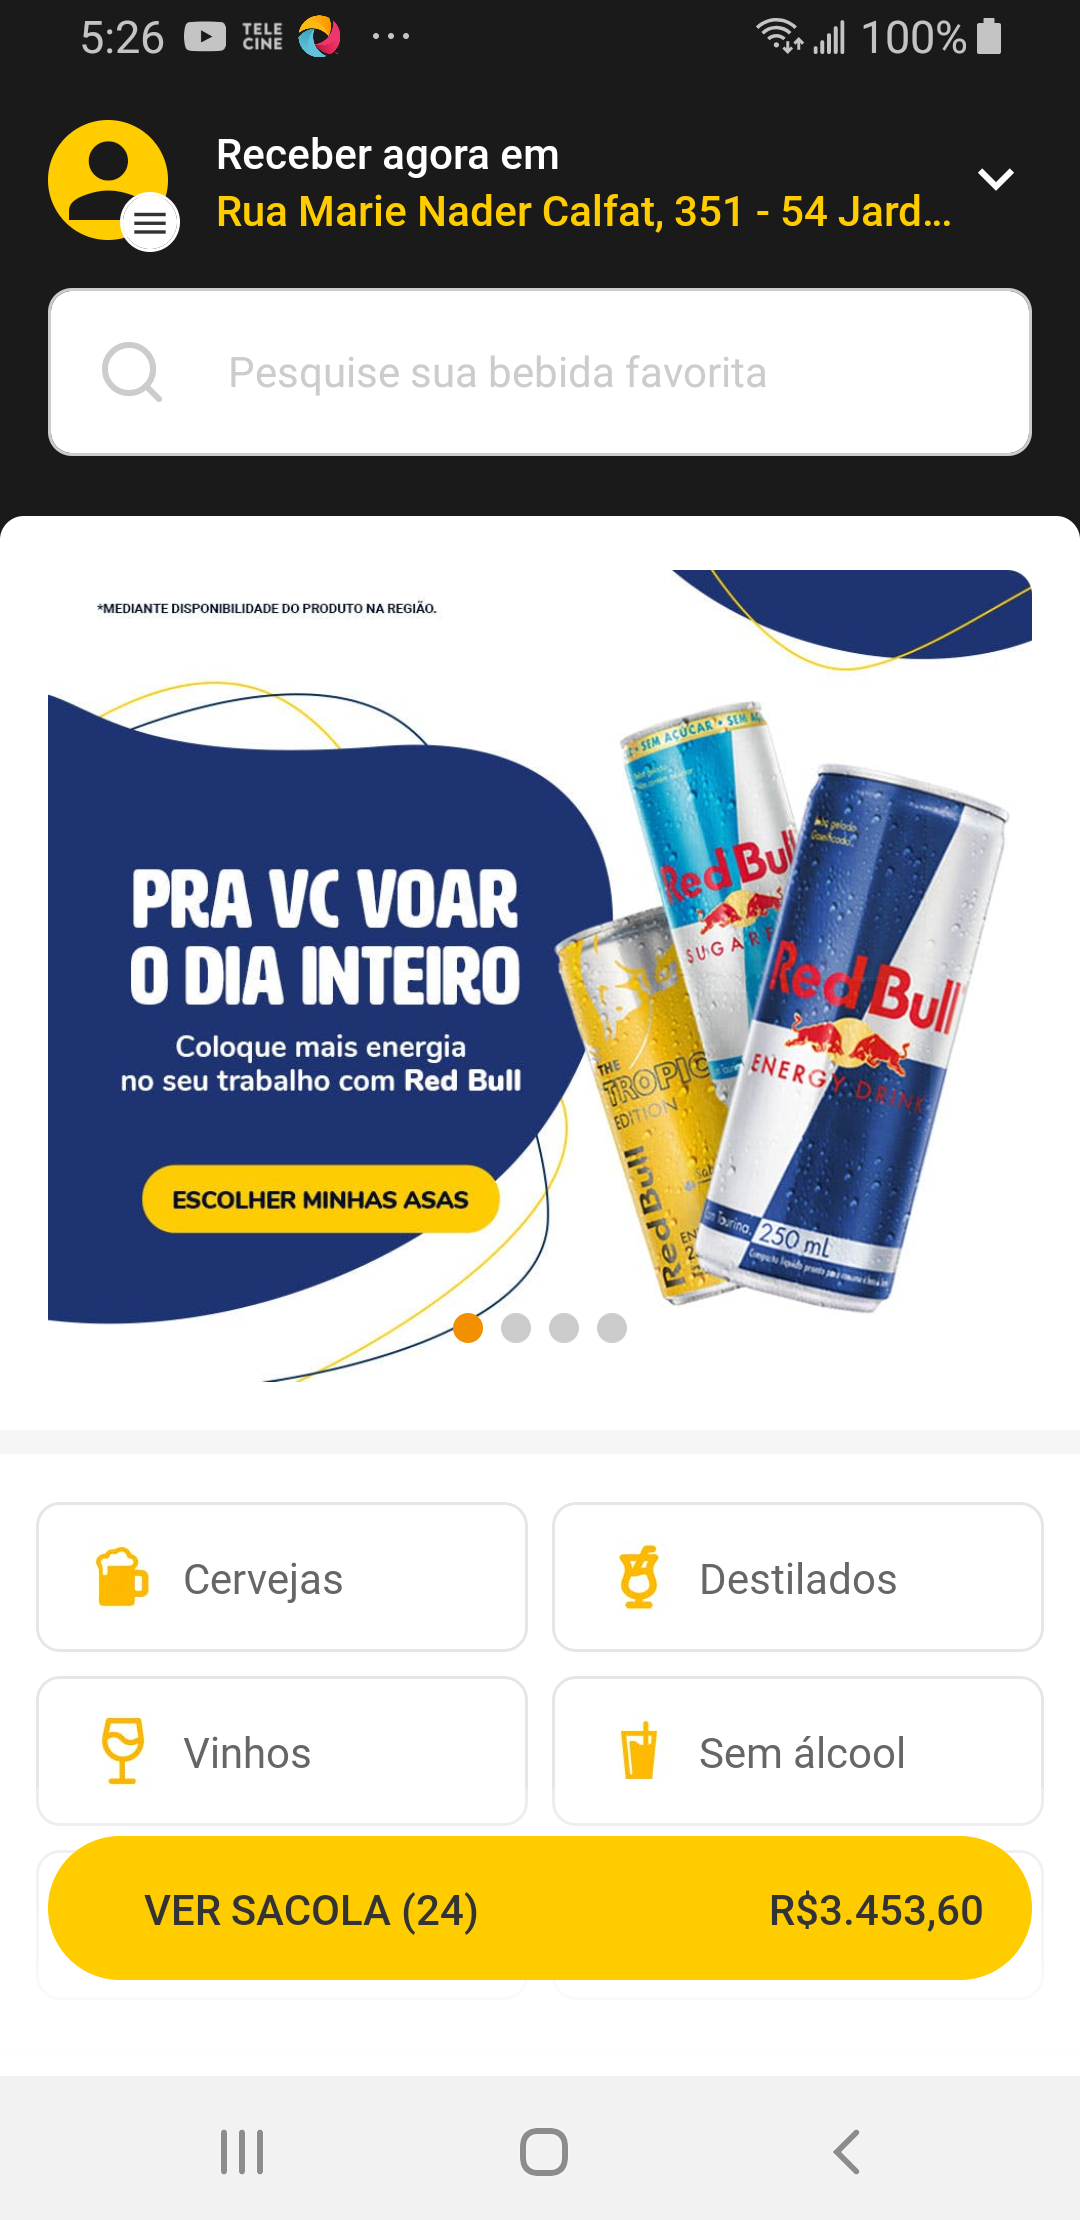 5:26
TELE
CINE
100%
Receber agora em
Rua Marie Nader Calfat, 351 - 54 Jard...
Pesquise sua bebida favorita
*MEDIANTE DISPONIBILIDADE DO PRODUTO NA REGIÃO.
SEM AÇÚCAR • SEM
Red Bull
SUGARF
Red Bull
ENERGY DRINK
THE
TROPIC
EDITION
Red Bull
250 mL
PRA VC VOAR
O DIA INTEIRO
Coloque mais energia
no seu trabalho com Red Bull
ESCOLHER MINHAS ASAS
Cervejas
Destilados
Vinhos
Sem álcool
VER SACOLA (24)
R$3.453,60